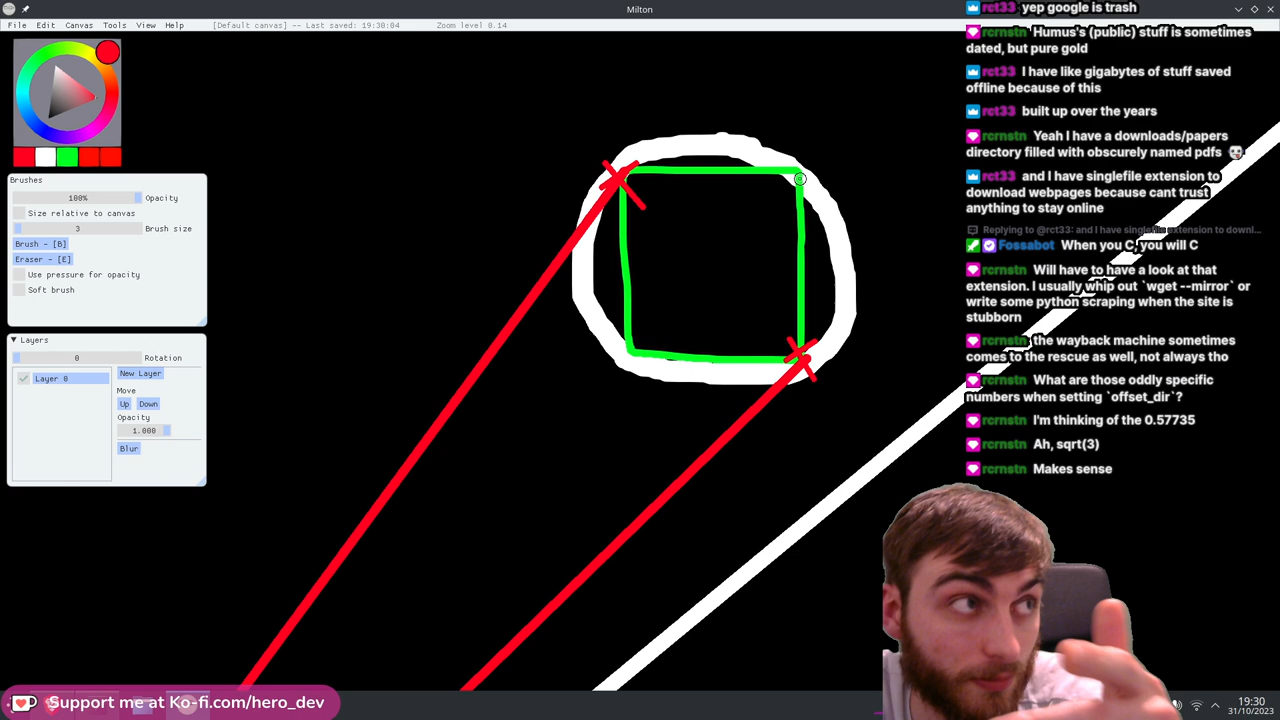 Milton
File Edit Canvas Tools View Help [Default canvas] -- Last saved: 19:30:04 Zoom level 0.14
Brushes
100% Opacity
Size relative to canvas
3 Brush size
Brush - [B]
Eraser - [E]
Use pressure for opacity
Soft brush
Layers
0 Rotation
Layer 0
New Layer
Move
Up Down
Opacity
1.000
Blur
rct33 yep google is trash
rcrnstn Humus's (public) stuff is sometimes
dated, but pure gold
rct33 I have like gigabytes of stuff saved
offline because of this
rct33 built up over the years
rcrnstn Yeah I have a downloads/papers
directory filled with obscurely named pdfs
rct33 and I have singlefile extension to
download webpages because cant trust
anything to stay online
Replying to @rct33: and I have singlefile extension to downl...
Fossabot When you C, you will C
rcrnstn Will have to have a look at that
extension. I usually whip out `wget --mirror` or
write some python scraping when the site is
stubborn
rcrnstn the wayback machine sometimes
comes to the rescue as well, not always tho
rcrnstn What are those oddly specific
numbers when setting `offset_dir`?
rcrnstn I'm thinking of the 0.57735
rcrnstn Ah, sqrt(3)
rcrnstn Makes sense
Support me at Ko-fi.com/hero_dev
19:30
31/10/2023